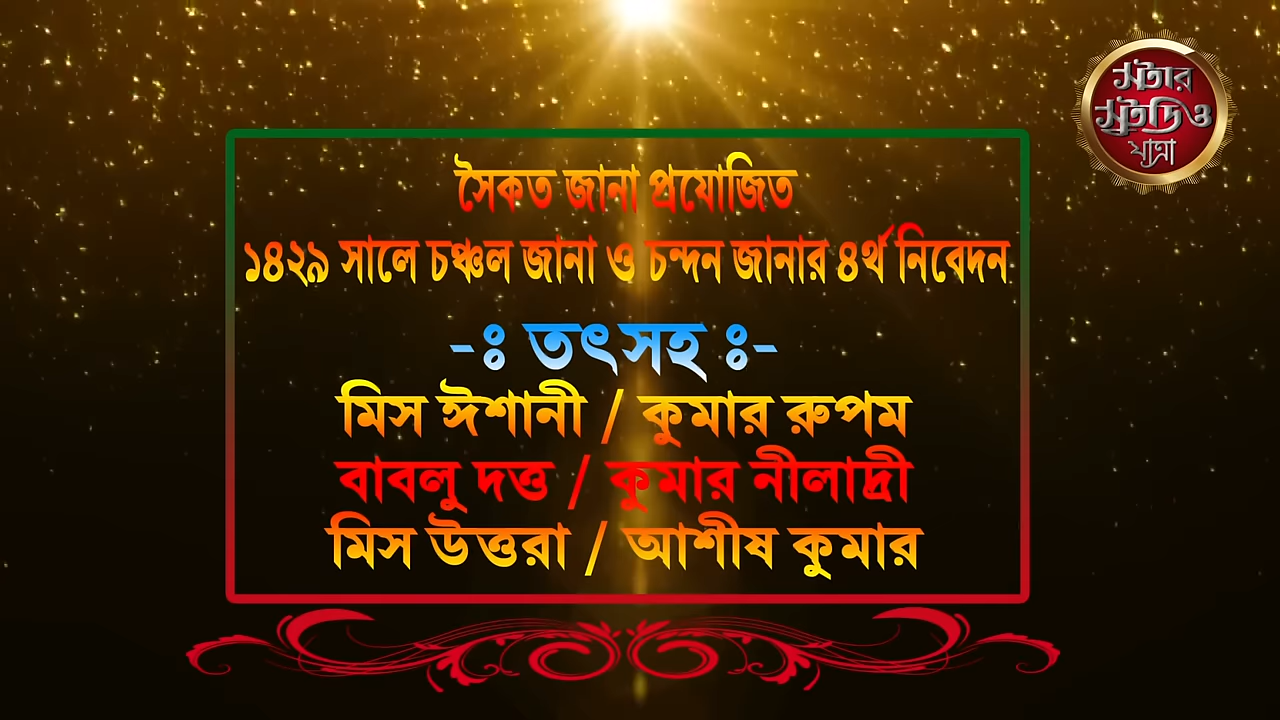 স্টার
স্টুডিও
যাত্রা
সৈকত জানা প্রযোজিত
১৪২৯ সালে চঞ্চল জানা ও চন্দন জানার ৪র্থ নিবেদন
-ঃ তৎসহ ঃ-
মিস ঈশানী / কুমার রুপম
বাবলু দত্ত / কুমার নীলাদ্রী
মিস উত্তরা / আশীষ কুমার